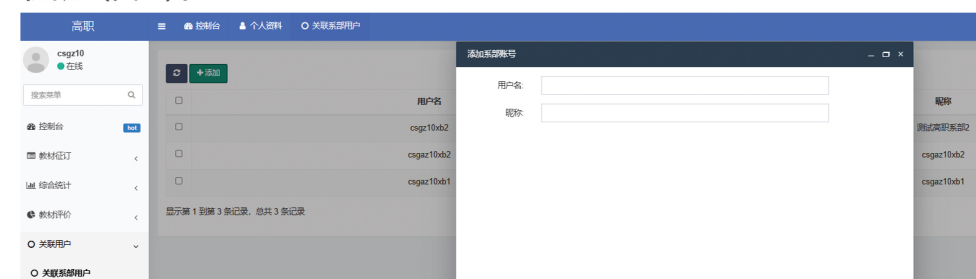 高职
控制台 个人资料 关联系部用户
csgz10
在线
搜索菜单
控制台 hot
教材征订
综合统计
教材评价
关联用户
关联系部用户
添加
用户名 昵称
csgz10xb2 测试高职系部2
csgaz10xb2 csgaz10xb2
csgaz10xb1 csgaz10xb1
显示第 1 到第 3 条记录，总共 3 条记录
添加系部账号
用户名:
昵称: